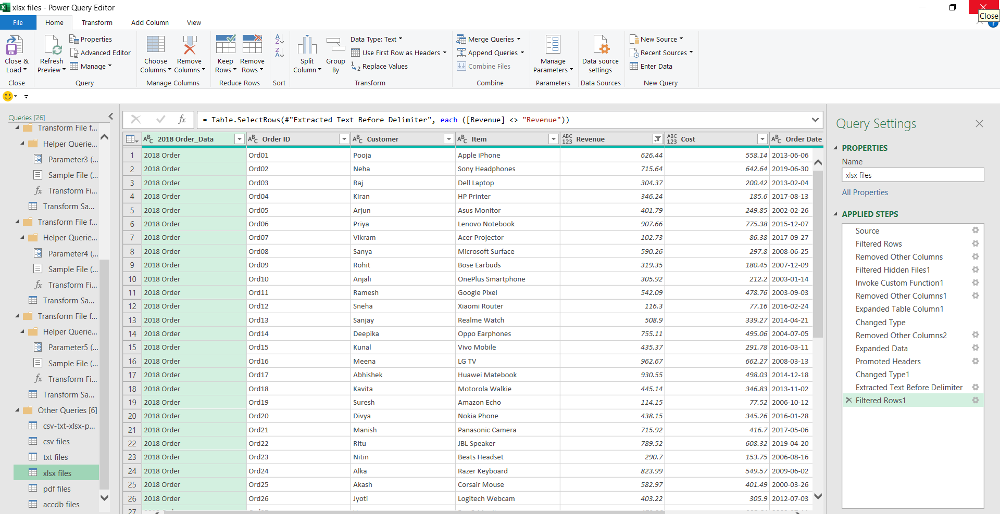 xlsx files - Power Query Editor
Close
File
Home
Transform
Add Column
View
Close &
Load
Close
Refresh
Preview
Properties
Advanced Editor
Manage
Query
Choose
Columns
Remove
Columns
Manage Columns
Keep
Rows
Remove
Rows
Reduce Rows
Sort
Split
Column
Group
By
Data Type: Text
Use First Row as Headers
Replace Values
Transform
Merge Queries
Append Queries
Combine Files
Combine
Manage
Parameters
Parameters
Data source
settings
Data Sources
New Source
Recent Sources
Enter Data
New Query
Queries [26]
Transform File f...
Helper Querie...
Parameter3 (...
Sample File (...
Transform Fi...
Transform Sa...
Transform File f...
Helper Querie...
Parameter4 (...
Sample File (...
Transform Fi...
Transform Sa...
Transform File f...
Helper Querie...
Parameter5 (...
Sample File (...
Transform Fi...
Transform Sa...
Other Queries [6]
csv-txt-xlsx-p...
csv files
txt files
xlsx files
pdf files
accdb files
fx = Table.SelectRows(#"Extracted Text Before Delimiter", each ([Revenue] <> "Revenue"))
2018 Order_Data Order ID Customer Item Revenue Cost Order Date
1 2018 Order Ord01 Pooja Apple iPhone 626.44 558.14 2013-06-06
2 2018 Order Ord02 Neha Sony Headphones 715.64 642.64 2019-06-30
3 2018 Order Ord03 Raj Dell Laptop 304.37 200.42 2013-02-04
4 2018 Order Ord04 Kiran HP Printer 346.24 185.6 2017-08-13
5 2018 Order Ord05 Arjun Asus Monitor 401.79 249.85 2002-02-26
6 2018 Order Ord06 Priya Lenovo Notebook 907.66 775.38 2015-12-07
7 2018 Order Ord07 Vikram Acer Projector 102.73 86.38 2017-09-27
8 2018 Order Ord08 Sanya Microsoft Surface 590.26 297.8 2008-06-25
9 2018 Order Ord09 Rohit Bose Earbuds 319.35 180.45 2007-12-09
10 2018 Order Ord10 Anjali OnePlus Smartphone 305.92 212.2 2003-01-14
11 2018 Order Ord11 Ramesh Google Pixel 542.09 478.76 2003-09-03
12 2018 Order Ord12 Sneha Xiaomi Router 116.3 77.16 2016-02-24
13 2018 Order Ord13 Sanjay Realme Watch 508.9 339.27 2014-04-21
14 2018 Order Ord14 Deepika Oppo Earphones 755.11 495.06 2004-07-05
15 2018 Order Ord15 Kunal Vivo Mobile 435.37 291.78 2016-03-11
16 2018 Order Ord16 Meena LG TV 962.67 662.27 2008-03-13
17 2018 Order Ord17 Abhishek Huawei Matebook 930.55 498.03 2014-12-18
18 2018 Order Ord18 Kavita Motorola Walkie 445.14 346.83 2013-11-02
19 2018 Order Ord19 Suresh Amazon Echo 114.15 77.52 2006-10-12
20 2018 Order Ord20 Divya Nokia Phone 438.15 345.26 2016-01-28
21 2018 Order Ord21 Manish Panasonic Camera 715.92 416.7 2017-05-06
22 2018 Order Ord22 Ritu JBL Speaker 789.52 608.32 2019-04-20
23 2018 Order Ord23 Nitin Beats Headset 290.7 153.75 2006-08-16
24 2018 Order Ord24 Alka Razer Keyboard 823.99 549.57 2009-06-02
25 2018 Order Ord25 Akash Corsair Mouse 582.97 401.49 2000-03-26
26 2018 Order Ord26 Jyoti Logitech Webcam 403.22 305.9 2012-07-03
27
Query Settings
PROPERTIES
Name
xlsx files
All Properties
APPLIED STEPS
Source
Filtered Rows
Removed Other Columns
Filtered Hidden Files1
Invoke Custom Function1
Removed Other Columns1
Expanded Table Column1
Changed Type
Removed Other Columns2
Expanded Data
Promoted Headers
Changed Type1
Extracted Text Before Delimiter
Filtered Rows1